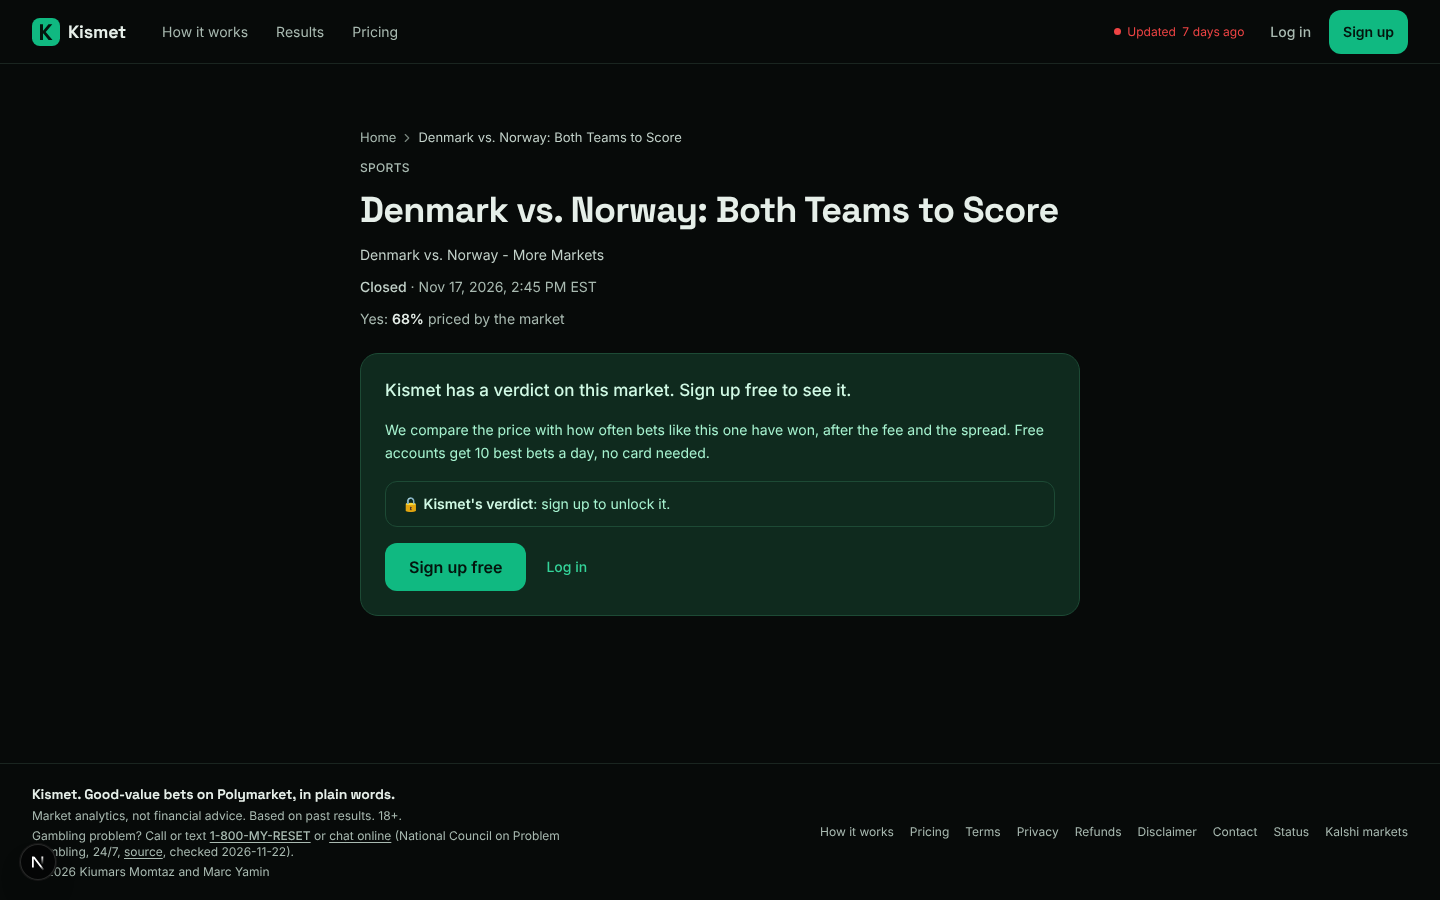 Kismet
How it works
Results
Pricing
Updated 7 days ago
Log in
Sign up
Home
Denmark vs. Norway: Both Teams to Score
SPORTS
Denmark vs. Norway: Both Teams to Score
Denmark vs. Norway - More Markets
Closed · Nov 17, 2026, 2:45 PM EST
Yes: 68% priced by the market
Kismet has a verdict on this market. Sign up free to see it.
We compare the price with how often bets like this one have won, after the fee and the spread. Free
accounts get 10 best bets a day, no card needed.
🔒 Kismet's verdict: sign up to unlock it.
Sign up free
Log in
Kismet. Good-value bets on Polymarket, in plain words.
Market analytics, not financial advice. Based on past results. 18+.
Gambling problem? Call or text 1-800-MY-RESET or chat online (National Council on Problem
mbling, 24/7, source, checked 2026-11-22).
026 Kiumars Momtaz and Marc Yamin
How it works
Pricing
Terms
Privacy
Refunds
Disclaimer
Contact
Status
Kalshi markets